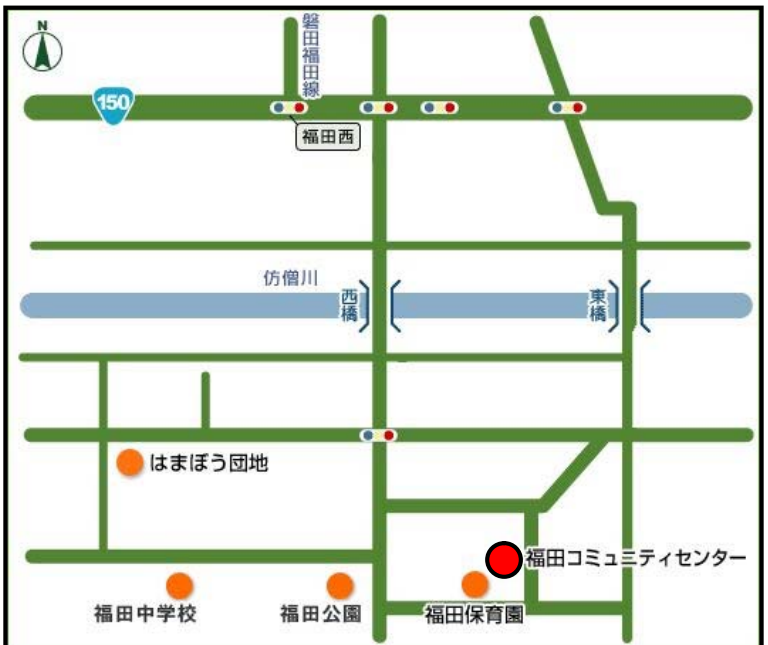 N
磐田福田線
150
福田西
仿僧川
西橋
東橋
はまぼう団地
福田コミュニティセンター
福田中学校
福田公園
福田保育園